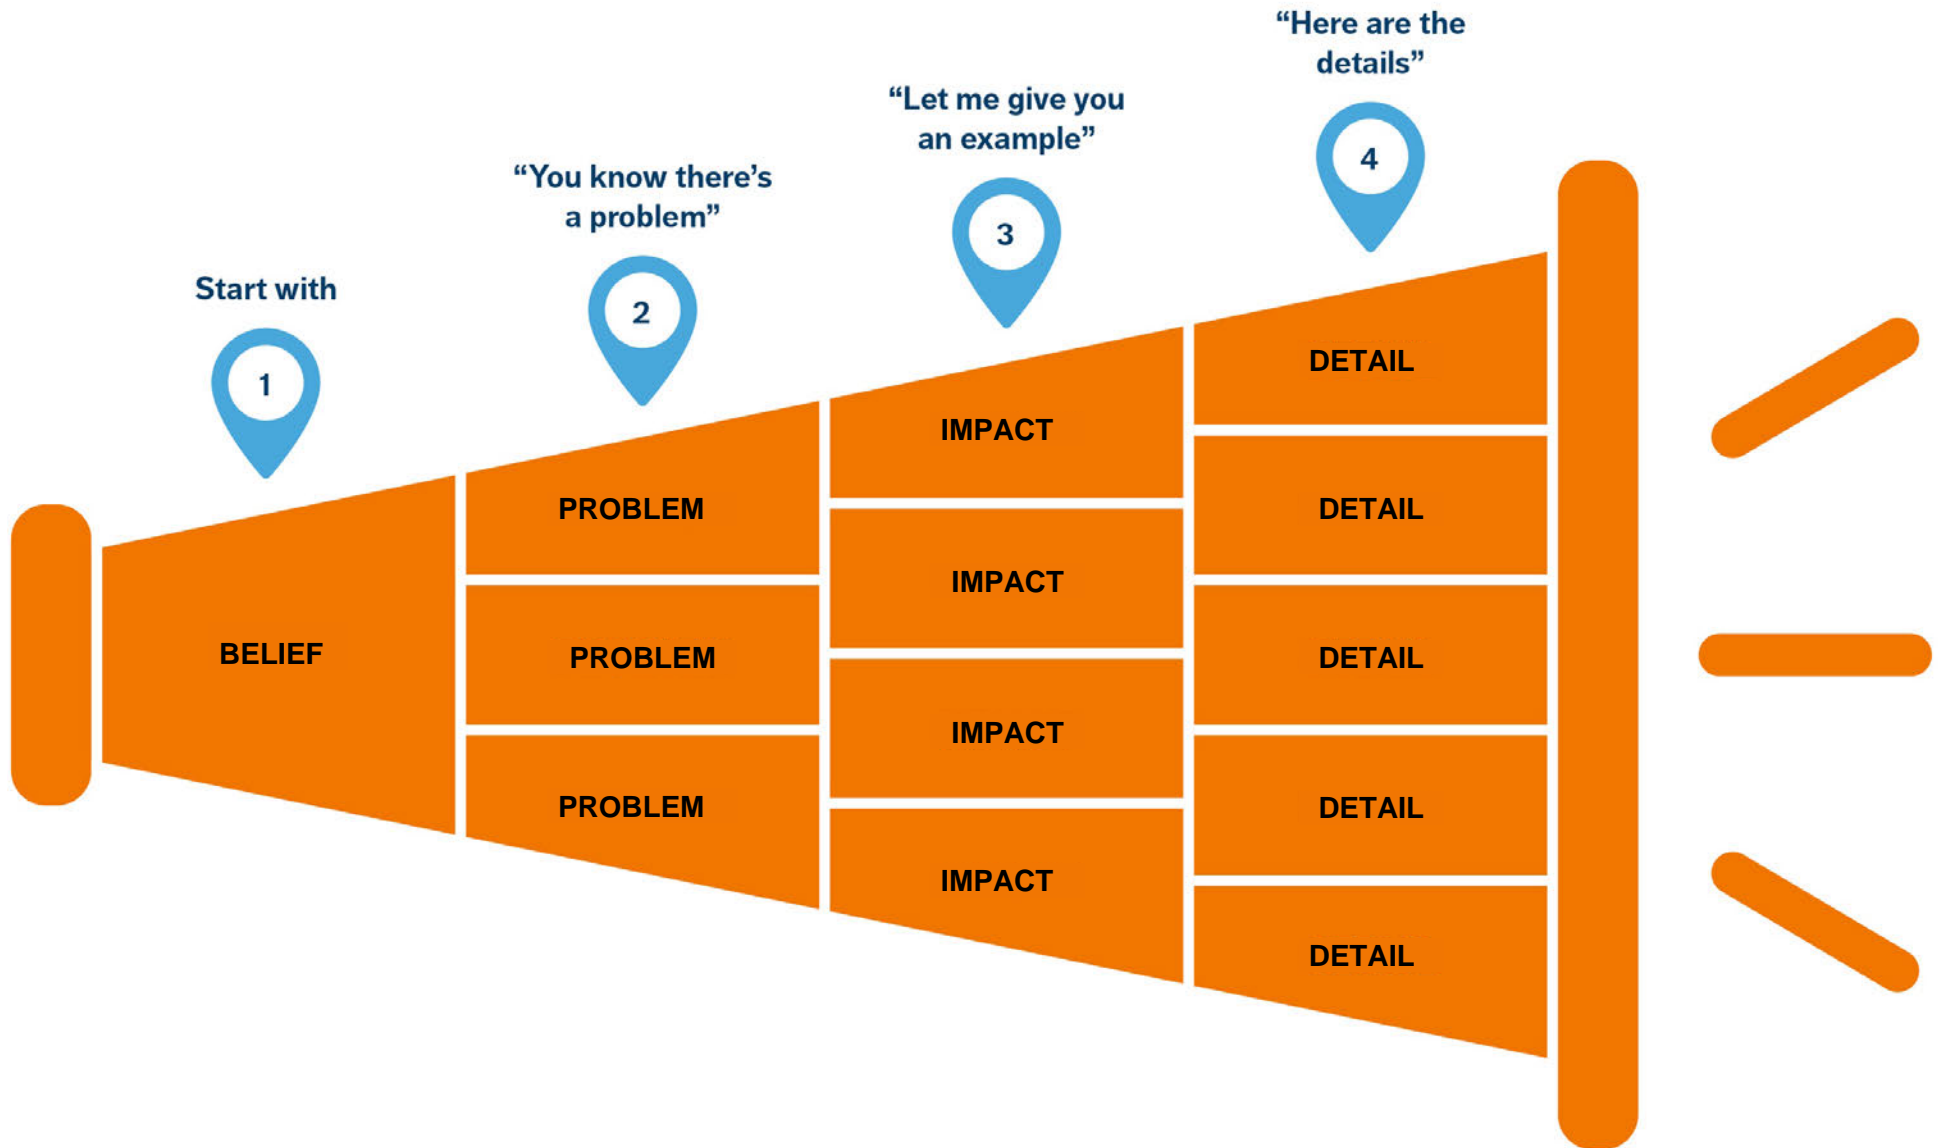 Start with
1
BELIEF
“You know there’s
a problem”
2
PROBLEM
PROBLEM
PROBLEM
“Let me give you
an example”
3
IMPACT
IMPACT
IMPACT
IMPACT
“Here are the
details”
4
DETAIL
DETAIL
DETAIL
DETAIL
DETAIL